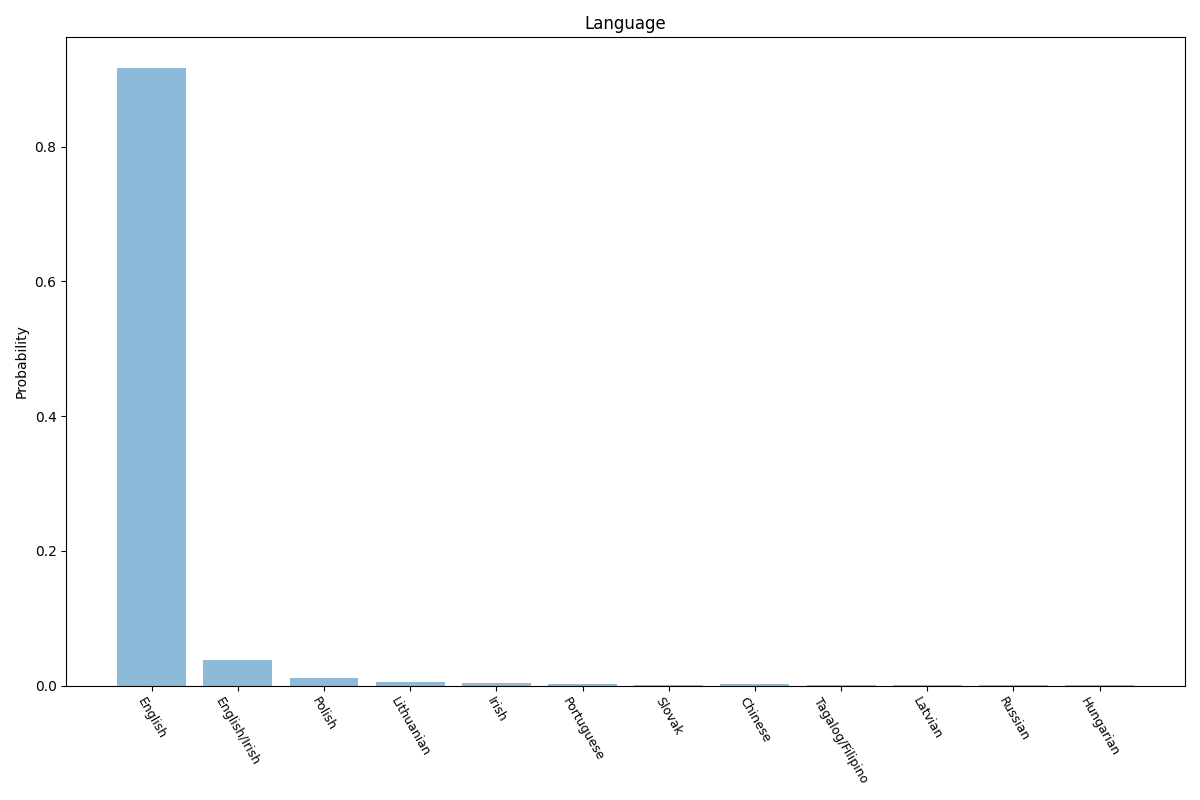 Language
Probability
0.8
0.6
0.4
0.2
0.0
English
English/Irish
Polish
Lithuanian
Irish
Portuguese
Slovak
Chinese
Tagalog/Filipino
Latvian
Russian
Hungarian